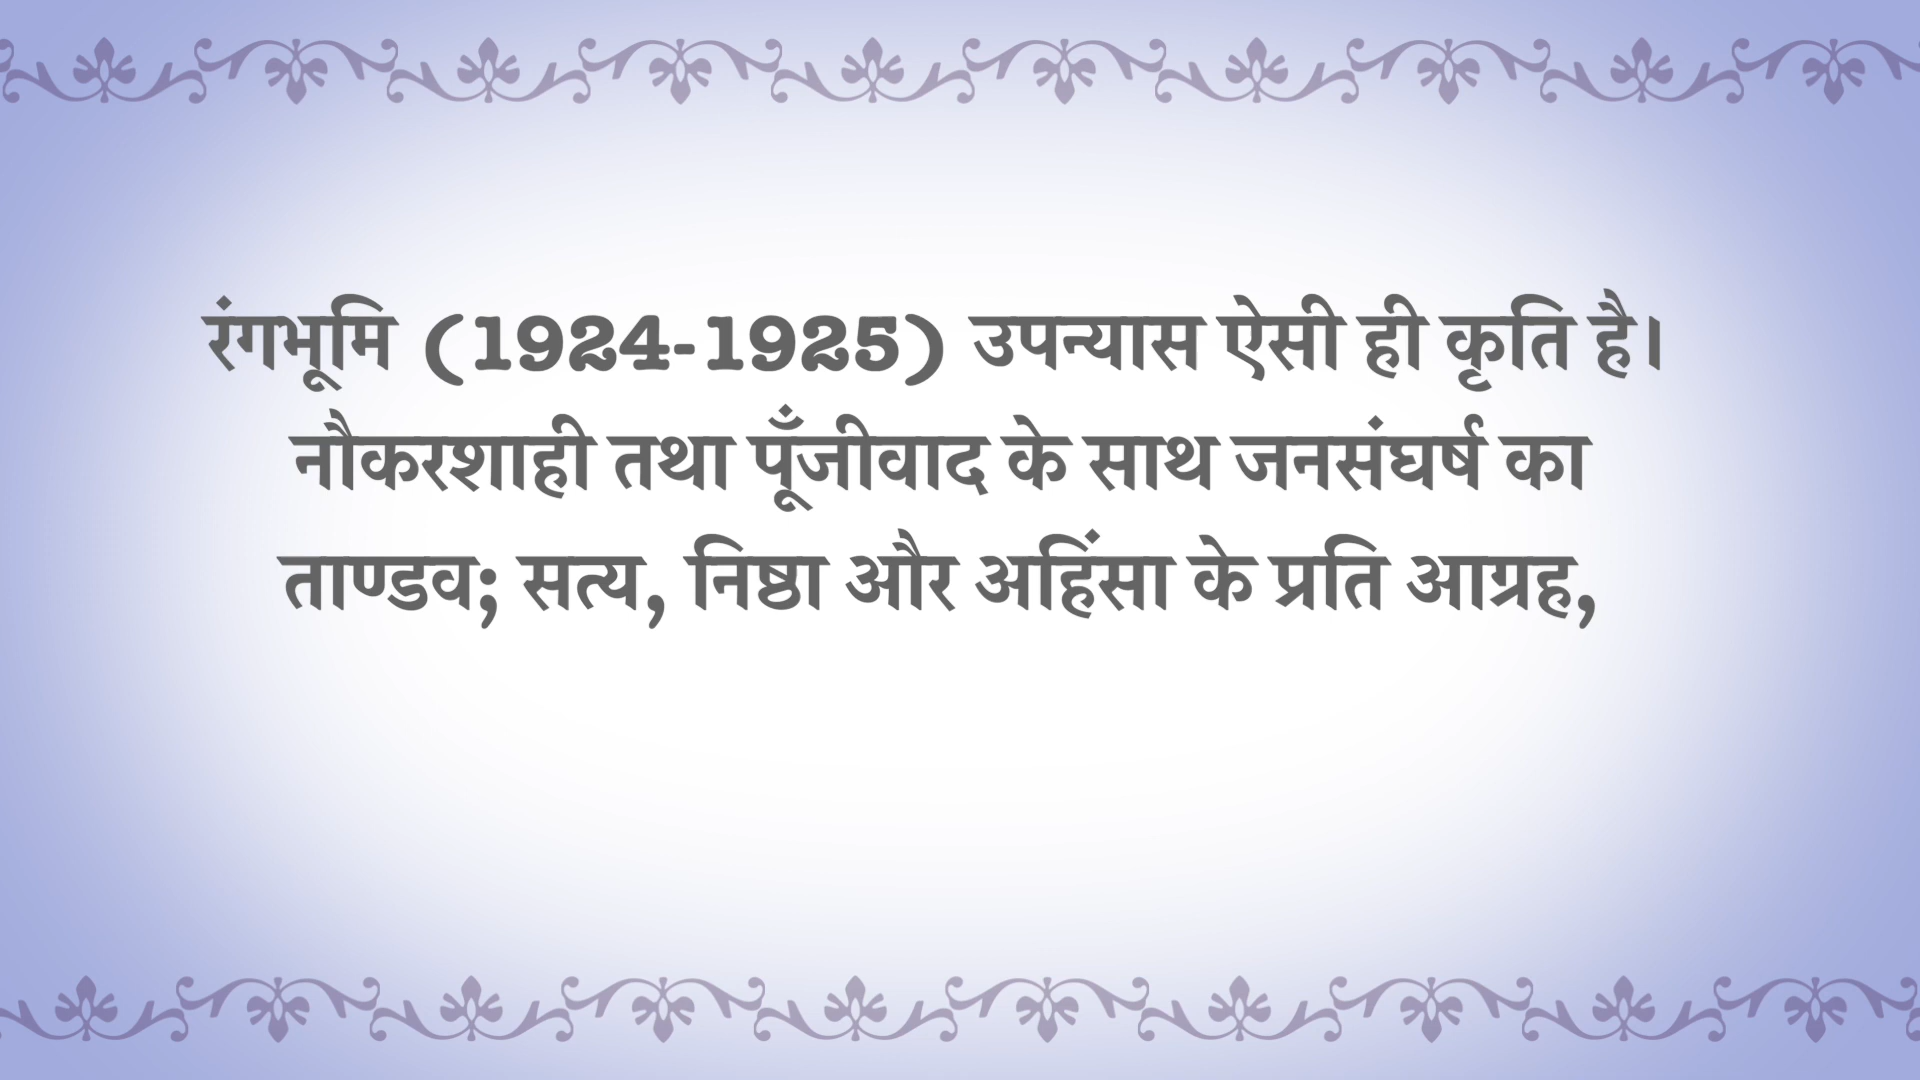 रंगभूमि (1924-1925) उपन्यास ऐसी ही कृति है।
नौकरशाही तथा पूँजीवाद के साथ जनसंघर्ष का
ताण्डव; सत्य, निष्ठा और अहिंसा के प्रति आग्रह,